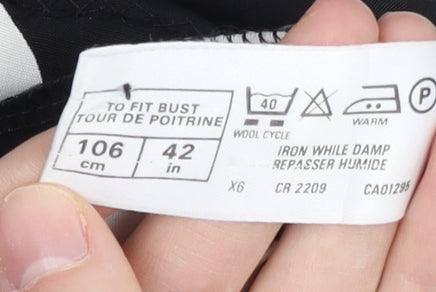 TO FIT BUST
TOUR DE POITRINE
106 42
cm in
40
WOOL CYCLE
WARM
P
IRON WHILE DAMP
REPASSER HUMIDE
X6 CR 2209 CA01295